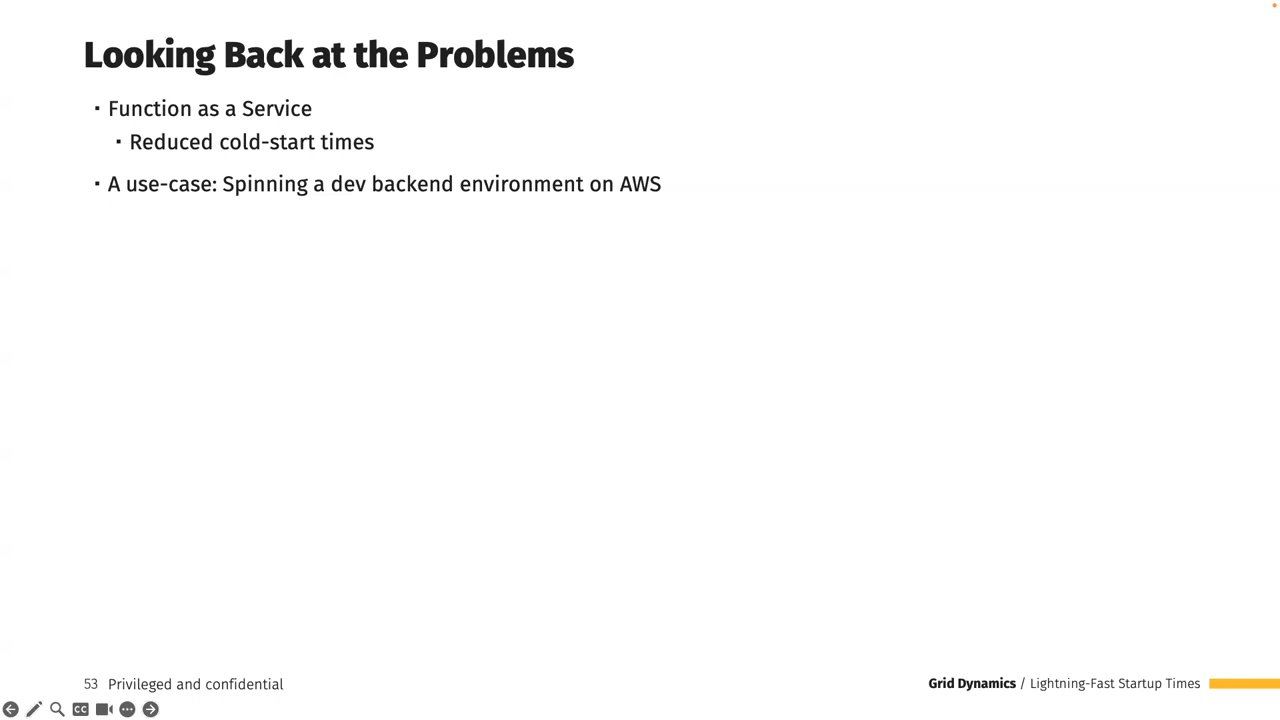 Looking Back at the Problems
▪ Function as a Service
▪ Reduced cold-start times
▪ A use-case: Spinning a dev backend environment on AWS
53 Privileged and confidential
Grid Dynamics / Lightning-Fast Startup Times
CC